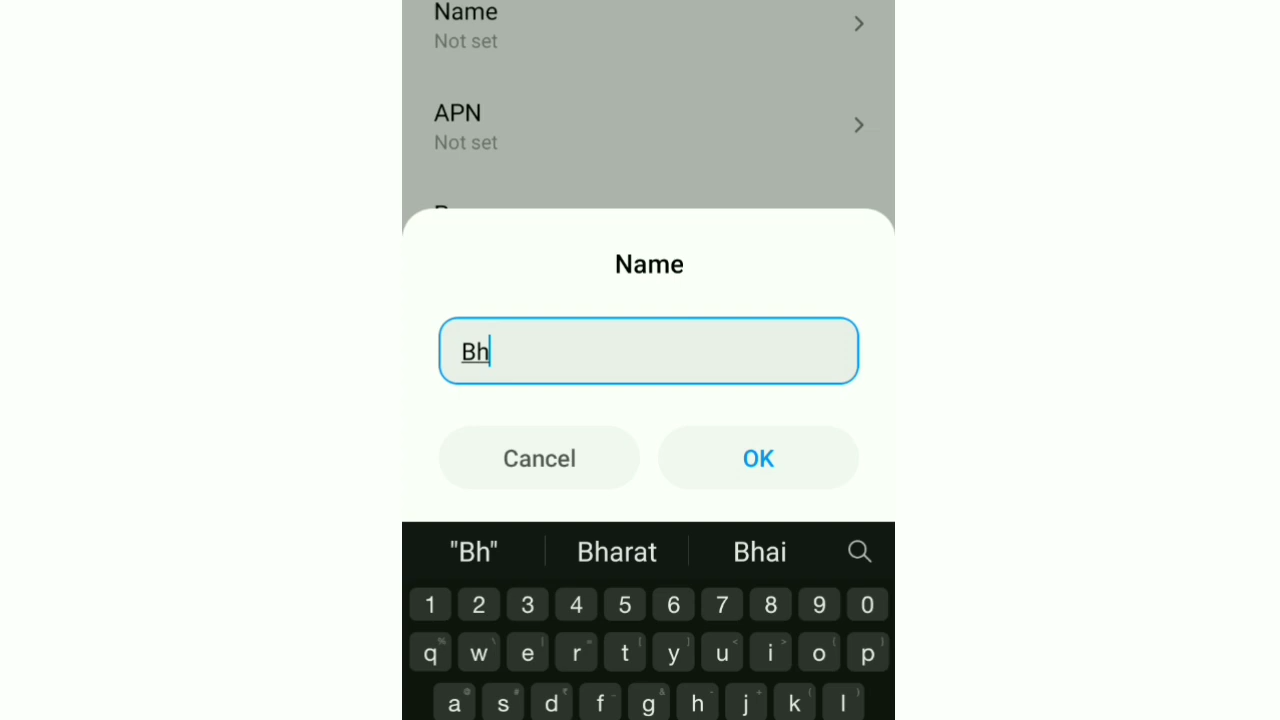 Name
Not set
APN
Not set
Name
Bh
Cancel OK
"Bh" Bharat Bhai
1 2 3 4 5 6 7 8 9 0
q w e r t y u i o p
a s d f g h j k l